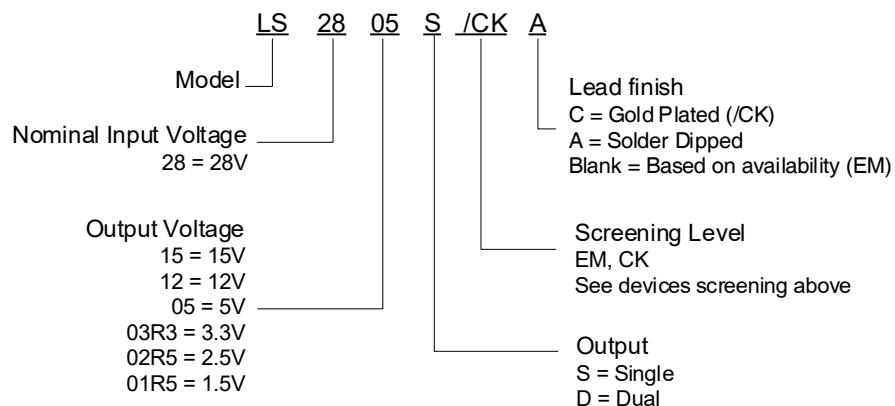 LS 28 05 S /CK A
Model
Nominal Input Voltage
28 = 28V
Output Voltage
15 = 15V
12 = 12V
05 = 5V
03R3 = 3.3V
02R5 = 2.5V
01R5 = 1.5V
Lead finish
C = Gold Plated (/CK)
A = Solder Dipped
Blank = Based on availability (EM)
Screening Level
EM, CK
See devices screening above
Output
S = Single
D = Dual